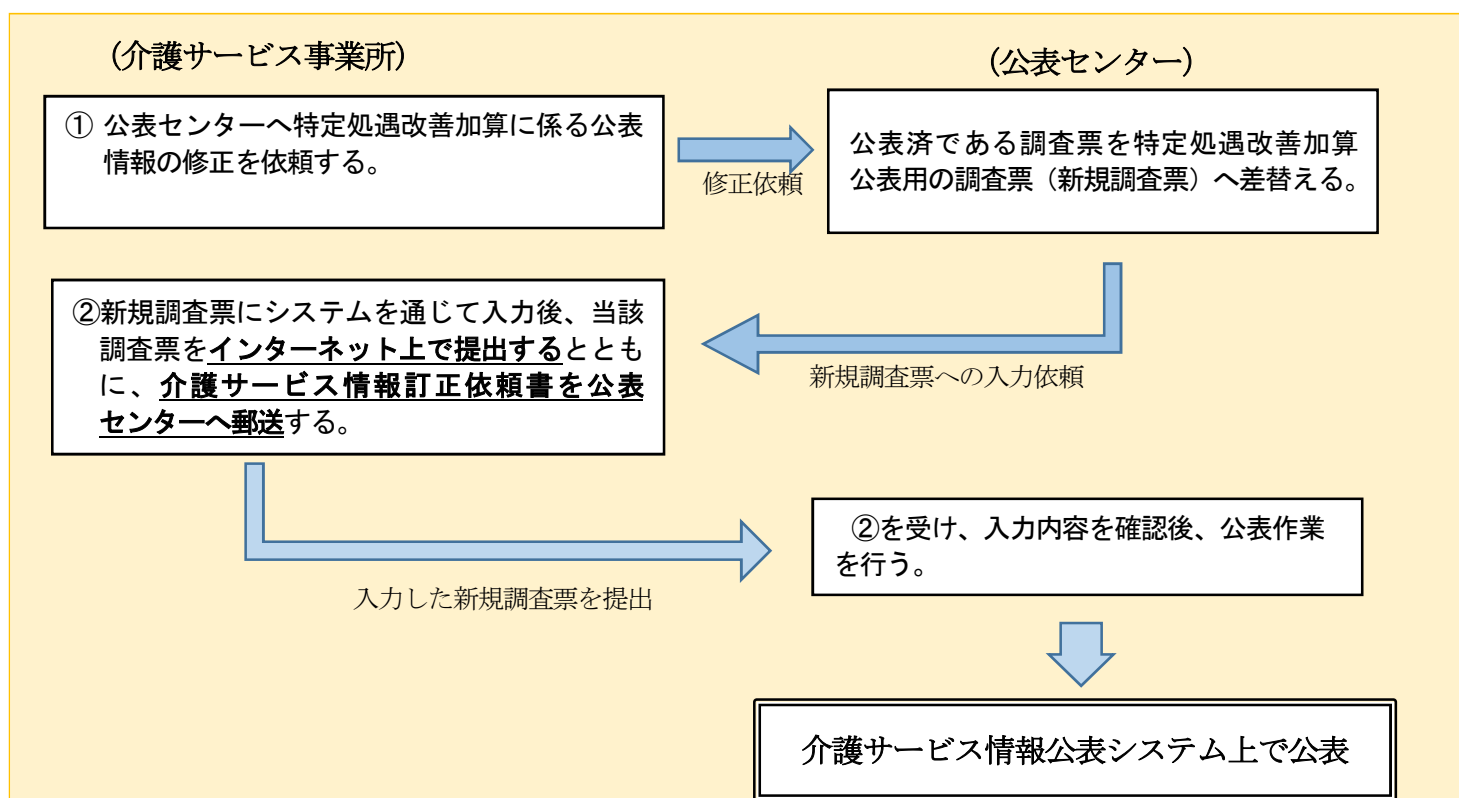 (介護サービス事業所)
(公表センター)
① 公表センターへ特定処遇改善加算に係る公表
情報の修正を依頼する。
修正依頼
公表済である調査票を特定処遇改善加算
公表用の調査票（新規調査票）へ差替える。
新規調査票への入力依頼
②新規調査票にシステムを通じて入力後、当該
調査票をインターネット上で提出するととも
に、介護サービス情報訂正依頼書を公表
センターへ郵送する。
入力した新規調査票を提出
②を受け、入力内容を確認後、公表作業
を行う。
介護サービス情報公表システム上で公表